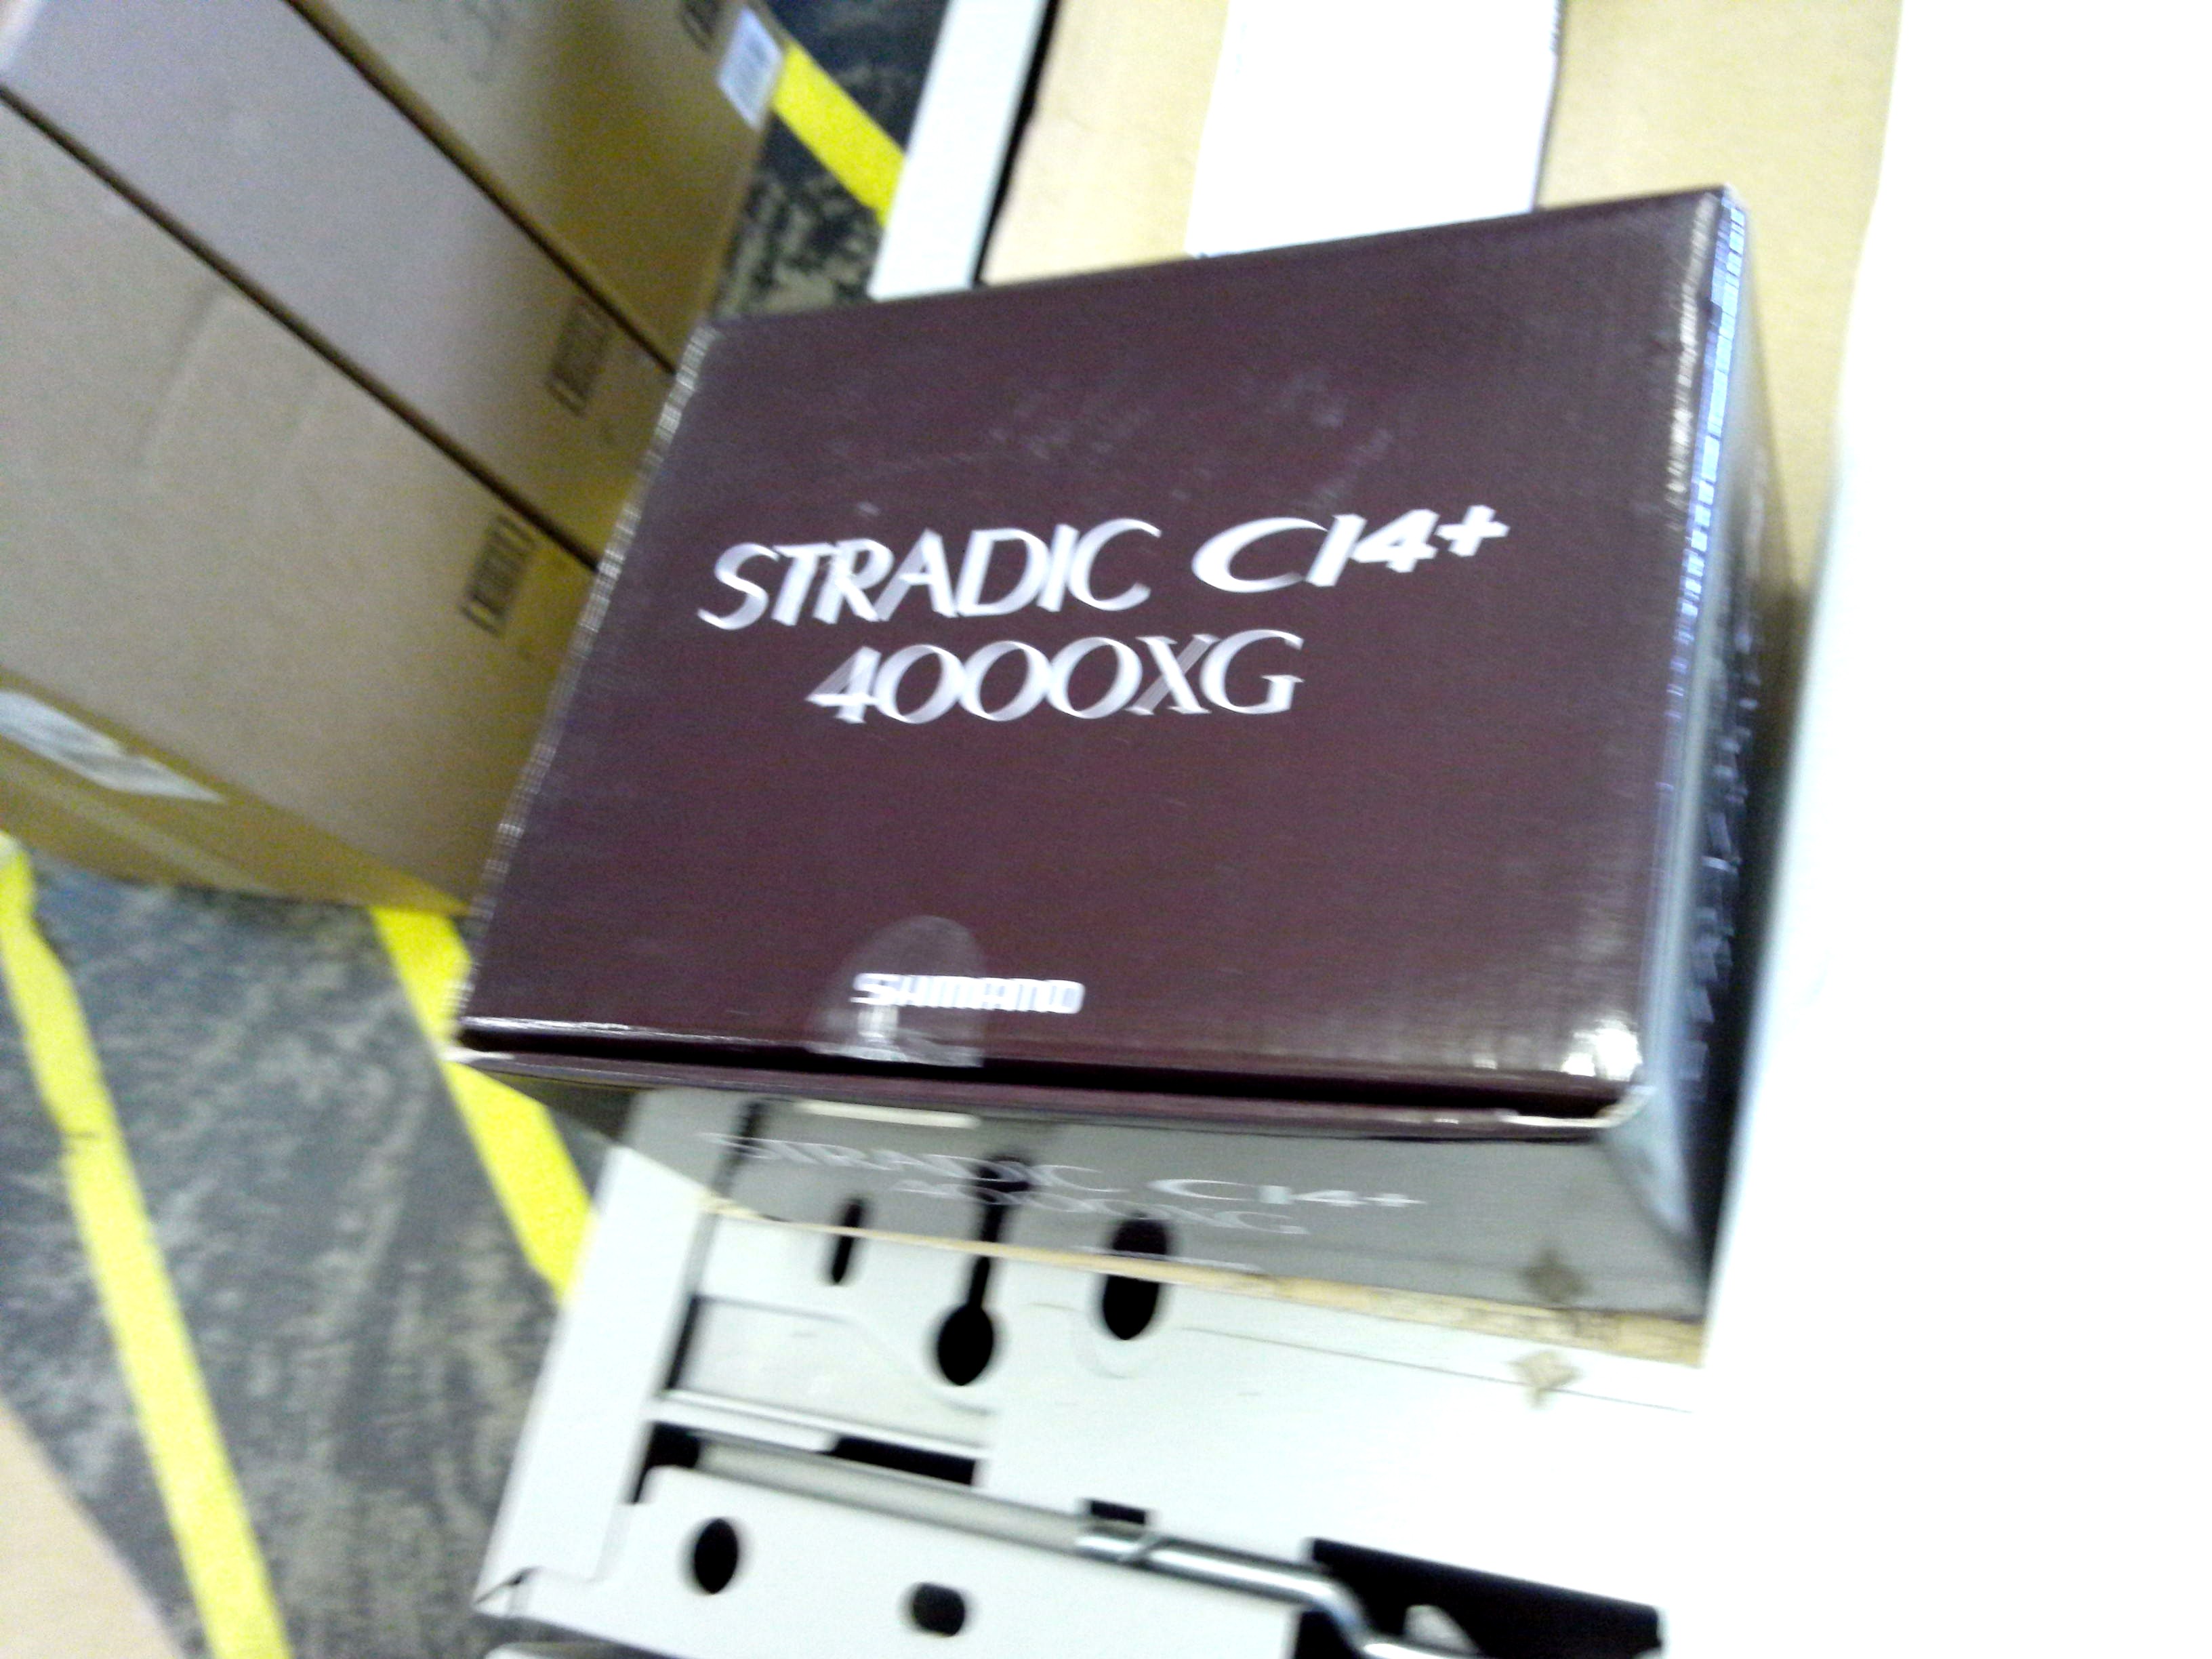 STRADIC CI4+
4000XG
SHIMANO
STRADIC CI4+
4000XG